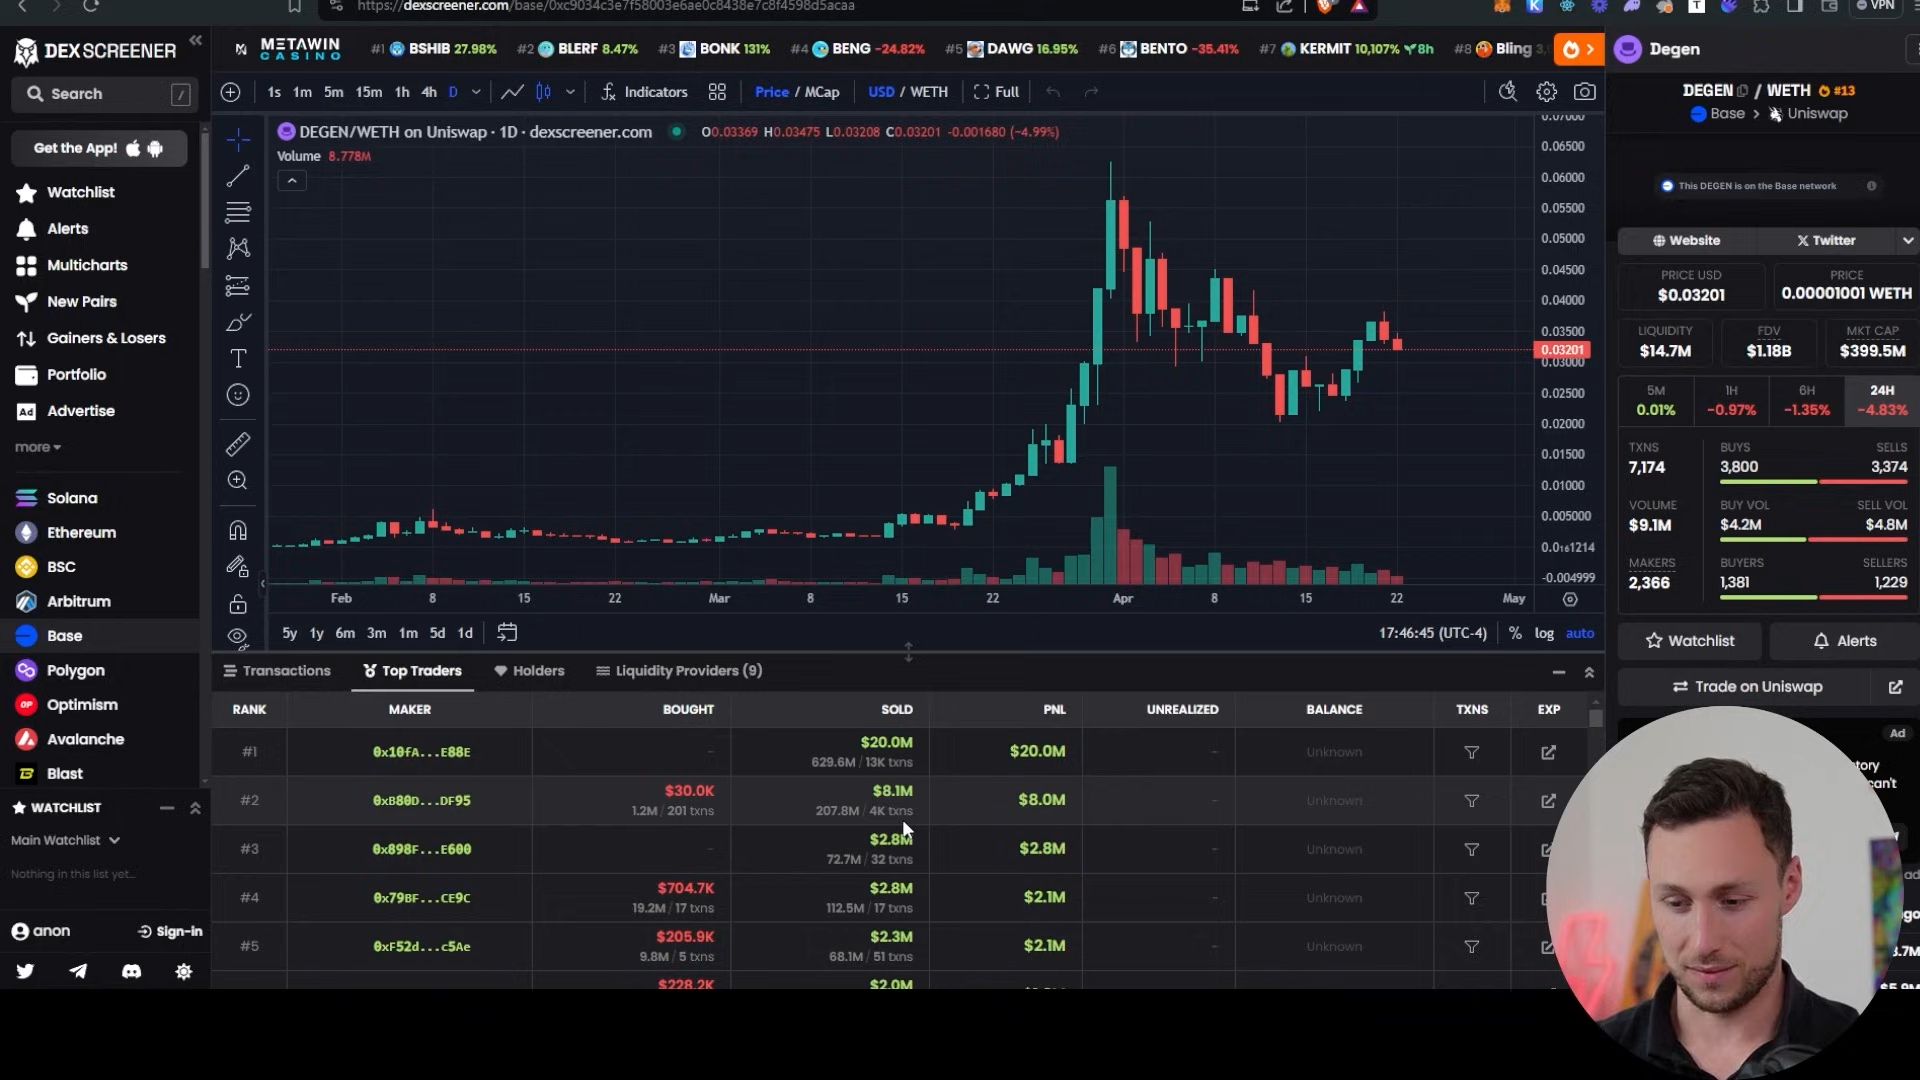 https://dexscreener.com/base/0xc9034c3e7f58003e6ae0c8438e7c8f4598d5acaa
VPN
DEX SCREENER
METAWIN CASINO #1 BSHIB 27.98% #2 BLERF 8.47% #3 BONK 131% #4 BENG -24.82% #5 DAWG 16.95% #6 BENTO -35.41% #7 KERMIT 10,107% 8h #8 Bling
Degen
Search /
1s 1m 5m 15m 1h 4h D Indicators Price / MCap USD / WETH Full
DEGEN / WETH #13
Base > Uniswap
DEGEN/WETH on Uniswap · 1D · dexscreener.com O0.03369 H0.03475 L0.03208 C0.03201 -0.001680 (-4.99%)
Volume 8.778M
Get the App!
Watchlist
Alerts
Multicharts
New Pairs
Gainers & Losers
Portfolio
Ad Advertise
more
Solana
Ethereum
BSC
Arbitrum
Base
Polygon
OP Optimism
Avalanche
Blast
WATCHLIST
Main Watchlist
Nothing in this list yet...
anon Sign-in
0.07000
0.06500
0.06000
0.05500
0.05000
0.04500
0.04000
0.03500
0.03201
0.03000
0.02500
0.02000
0.01500
0.01000
0.005000
0.0₁61214
-0.004999
Feb 8 15 22 Mar 8 15 22 Apr 8 15 22 May
5y 1y 6m 3m 1m 5d 1d 17:46:45 (UTC-4) % log auto
This DEGEN is on the Base network
Website X Twitter
PRICE USD PRICE
$0.03201 0.00001001 WETH
LIQUIDITY FDV MKT CAP
$14.7M $1.18B $399.5M
5M 1H 6H 24H
0.01% -0.97% -1.35% -4.83%
TXNS BUYS SELLS
7,174 3,800 3,374
VOLUME BUY VOL SELL VOL
$9.1M $4.2M $4.8M
MAKERS BUYERS SELLERS
2,366 1,381 1,229
Watchlist Alerts
Trade on Uniswap
Ad
Transactions Top Traders Holders Liquidity Providers (9)
RANK MAKER BOUGHT SOLD PNL UNREALIZED BALANCE TXNS EXP
#1 0x10fA...E88E - $20.0M $20.0M - Unknown
629.6M / 13K txns
#2 0xB80D...DF95 $30.0K $8.1M $8.0M - Unknown
1.2M / 201 txns 207.8M / 4K txns
#3 0x898F...E600 - $2.8M $2.8M - Unknown
72.7M / 32 txns
#4 0x79BF...CE9C $704.7K $2.8M $2.1M - Unknown
19.2M / 17 txns 112.5M / 17 txns
#5 0xF52d...c5Ae $205.9K $2.3M $2.1M - Unknown
9.8M / 5 txns 68.1M / 51 txns
$228.2K $2.0M